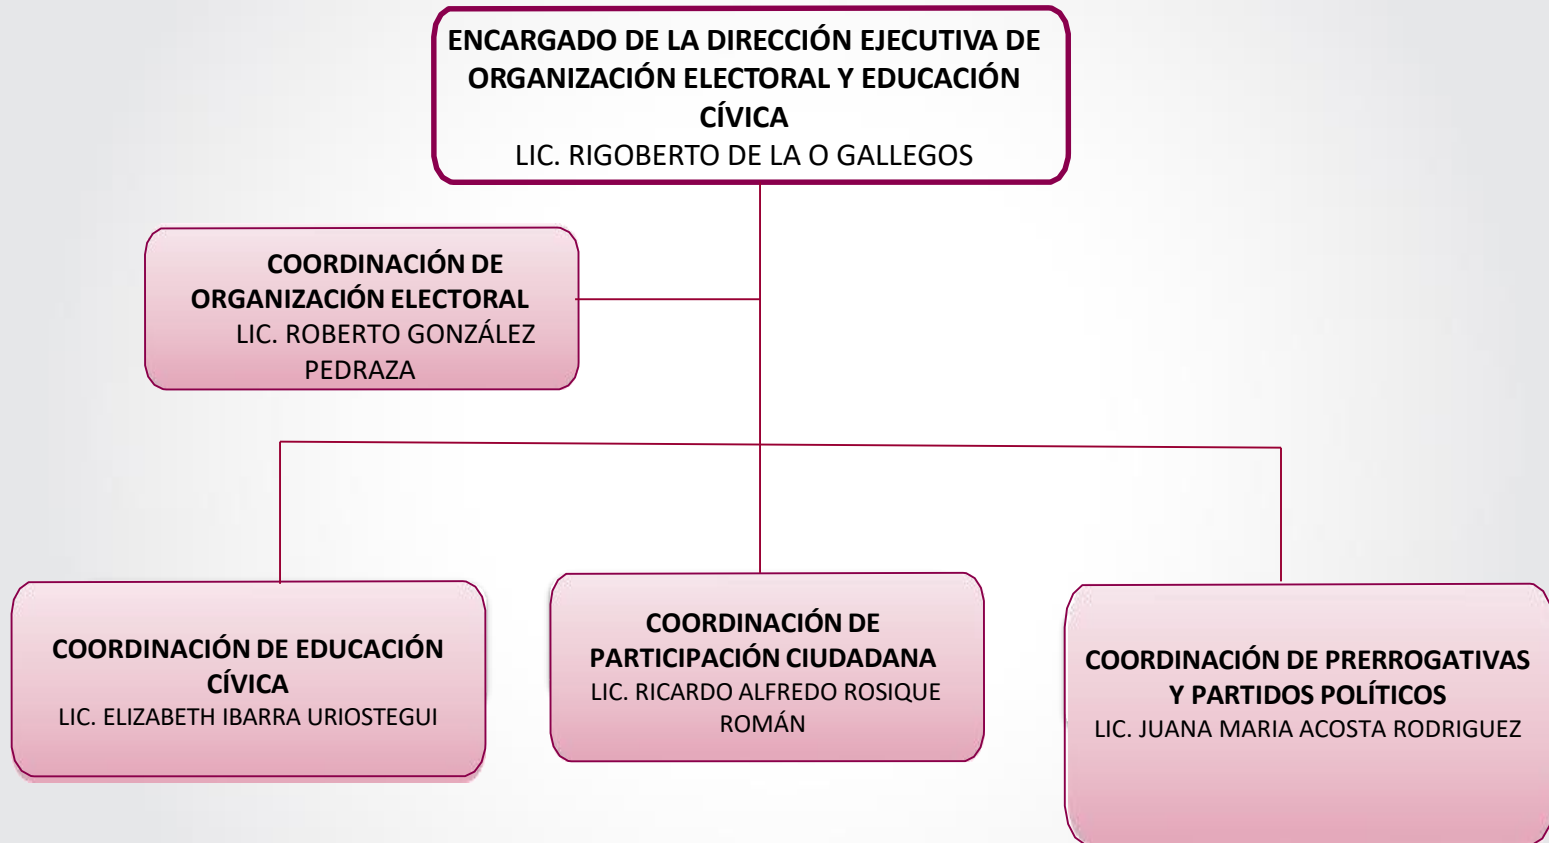 ENCARGADO DE LA DIRECCIÓN EJECUTIVA DE
ORGANIZACIÓN ELECTORAL Y EDUCACIÓN
CÍVICA
LIC. RIGOBERTO DE LA O GALLEGOS
COORDINACIÓN DE
ORGANIZACIÓN ELECTORAL
LIC. ROBERTO GONZÁLEZ
PEDRAZA
COORDINACIÓN DE EDUCACIÓN
CÍVICA
LIC. ELIZABETH IBARRA URIOSTEGUI
COORDINACIÓN DE
PARTICIPACIÓN CIUDADANA
LIC. RICARDO ALFREDO ROSIQUE
ROMÁN
COORDINACIÓN DE PRERROGATIVAS
Y PARTIDOS POLÍTICOS
LIC. JUANA MARIA ACOSTA RODRIGUEZ